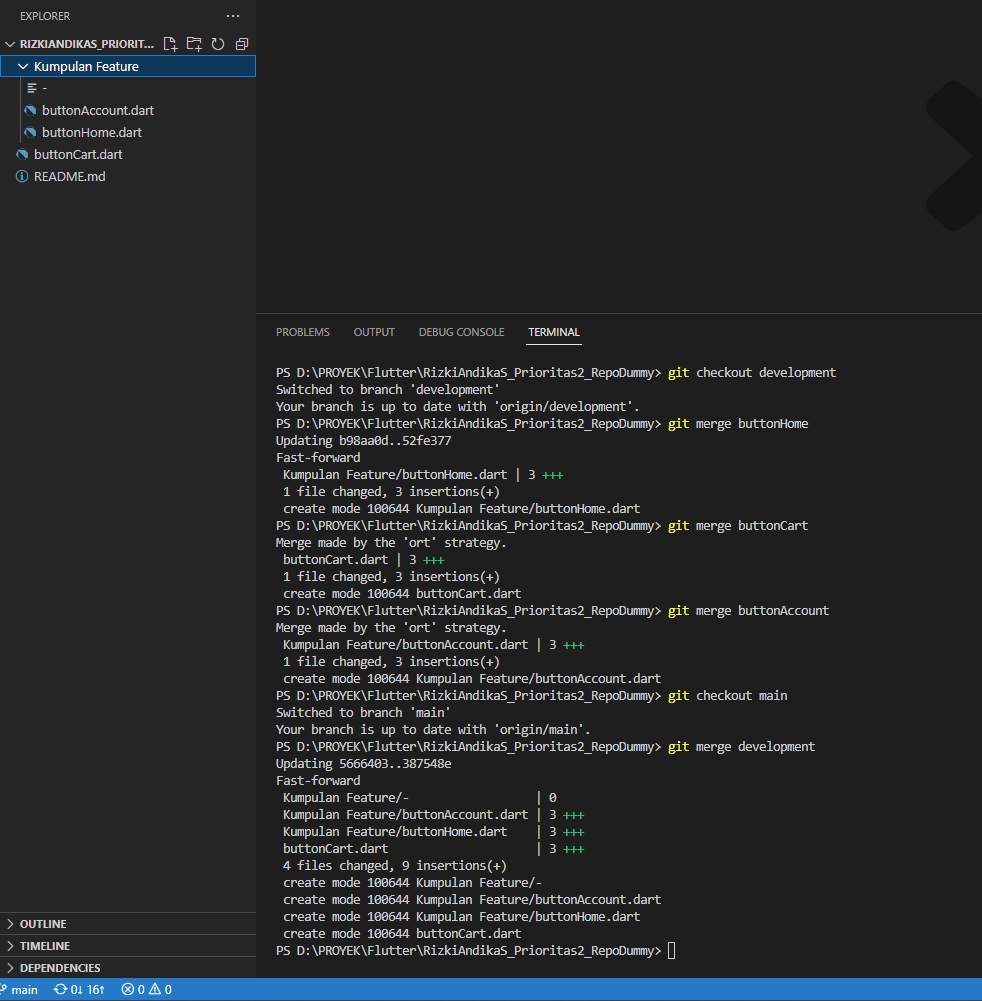 EXPLORER
RIZKIANDIKAS_PRIORIT...
Kumpulan Feature
-
buttonAccount.dart
buttonHome.dart
buttonCart.dart
README.md
OUTLINE
TIMELINE
DEPENDENCIES
PROBLEMS OUTPUT DEBUG CONSOLE TERMINAL
PS D:\PROYEK\Flutter\RizkiAndikaS_Prioritas2_RepoDummy> git checkout development
Switched to branch 'development'
Your branch is up to date with 'origin/development'.
PS D:\PROYEK\Flutter\RizkiAndikaS_Prioritas2_RepoDummy> git merge buttonHome
Updating b98aa0d..52fe377
Fast-forward
Kumpulan Feature/buttonHome.dart | 3 +++
1 file changed, 3 insertions(+)
create mode 100644 Kumpulan Feature/buttonHome.dart
PS D:\PROYEK\Flutter\RizkiAndikaS_Prioritas2_RepoDummy> git merge buttonCart
Merge made by the 'ort' strategy.
buttonCart.dart | 3 +++
1 file changed, 3 insertions(+)
create mode 100644 buttonCart.dart
PS D:\PROYEK\Flutter\RizkiAndikaS_Prioritas2_RepoDummy> git merge buttonAccount
Merge made by the 'ort' strategy.
Kumpulan Feature/buttonAccount.dart | 3 +++
1 file changed, 3 insertions(+)
create mode 100644 Kumpulan Feature/buttonAccount.dart
PS D:\PROYEK\Flutter\RizkiAndikaS_Prioritas2_RepoDummy> git checkout main
Switched to branch 'main'
Your branch is up to date with 'origin/main'.
PS D:\PROYEK\Flutter\RizkiAndikaS_Prioritas2_RepoDummy> git merge development
Updating 5666403..387548e
Fast-forward
Kumpulan Feature/- | 0
Kumpulan Feature/buttonAccount.dart | 3 +++
Kumpulan Feature/buttonHome.dart | 3 +++
buttonCart.dart | 3 +++
4 files changed, 9 insertions(+)
create mode 100644 Kumpulan Feature/-
create mode 100644 Kumpulan Feature/buttonAccount.dart
create mode 100644 Kumpulan Feature/buttonHome.dart
create mode 100644 buttonCart.dart
PS D:\PROYEK\Flutter\RizkiAndikaS_Prioritas2_RepoDummy>
main 0↓ 16↑ 0 0